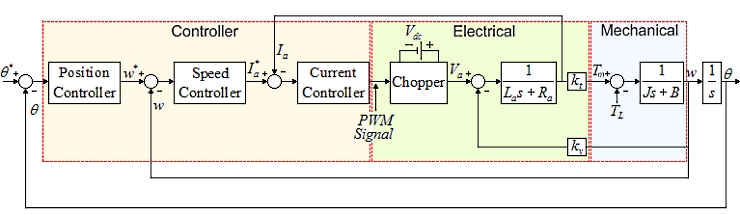 Controller
Electrical
Mechanical
θ*
+
-
θ
Position
Controller
w*
+
-
w
Speed
Controller
I*a
+
-
Ia
Current
Controller
PWM
Signal
Vdc
- +
Chopper
Va
+
-
1
Las + Ra
kt
kv
Tm
+
-
TL
1
Js + B
w
1
s
θ